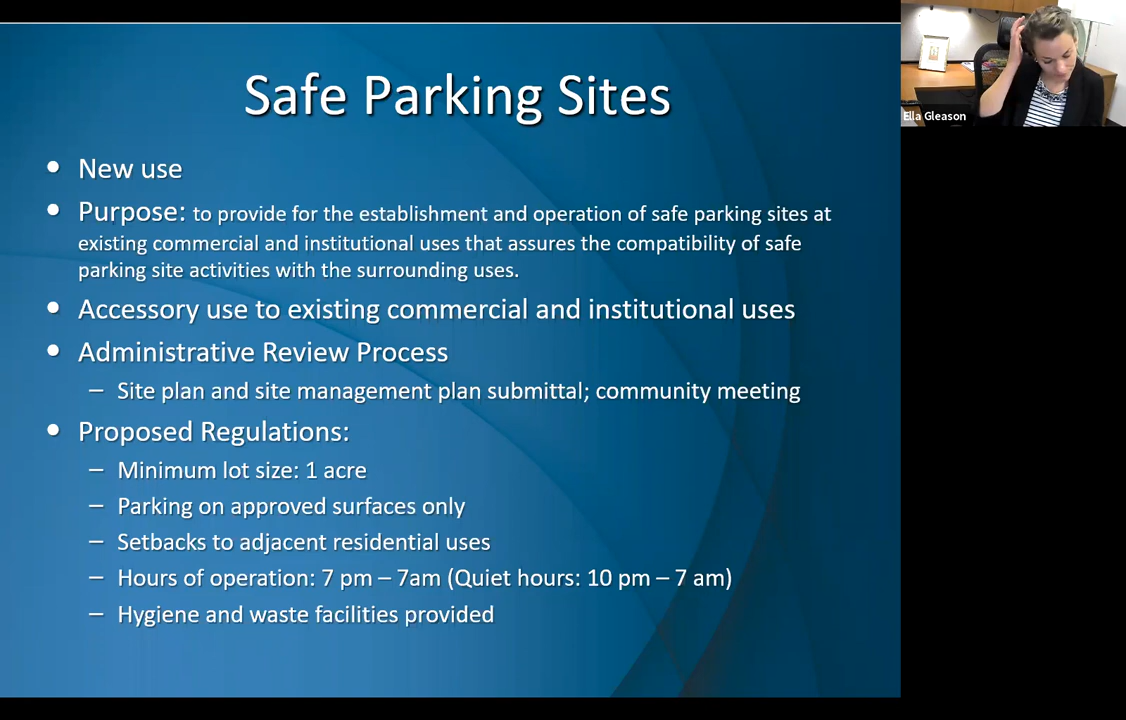 Safe Parking Sites
• New use
• Purpose: to provide for the establishment and operation of safe parking sites at
existing commercial and institutional uses that assures the compatibility of safe
parking site activities with the surrounding uses.
• Accessory use to existing commercial and institutional uses
• Administrative Review Process
– Site plan and site management plan submittal; community meeting
• Proposed Regulations:
– Minimum lot size: 1 acre
– Parking on approved surfaces only
– Setbacks to adjacent residential uses
– Hours of operation: 7 pm – 7am (Quiet hours: 10 pm – 7 am)
– Hygiene and waste facilities provided
Ella Gleason